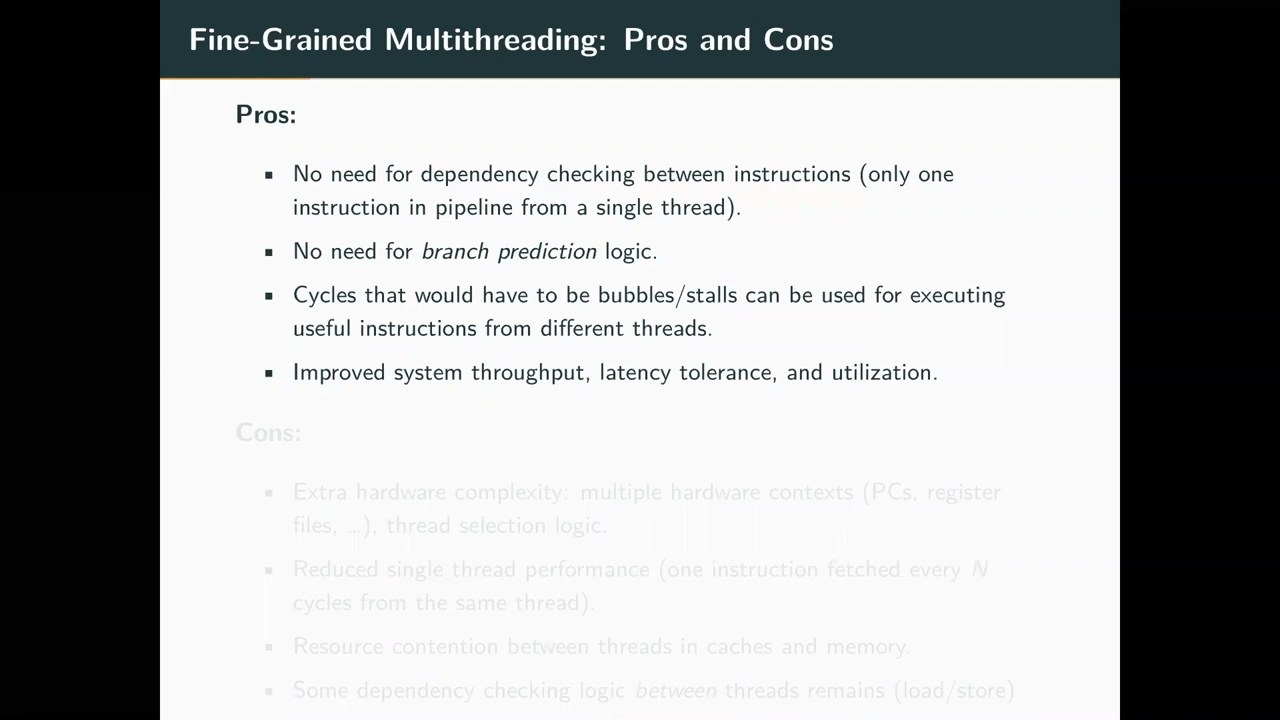 Fine-Grained Multithreading: Pros and Cons
Pros:
▪ No need for dependency checking between instructions (only one
instruction in pipeline from a single thread).
▪ No need for branch prediction logic.
▪ Cycles that would have to be bubbles/stalls can be used for executing
useful instructions from different threads.
▪ Improved system throughput, latency tolerance, and utilization.
Cons:
▪ Extra hardware complexity: multiple hardware contexts (PCs, register
files, …), thread selection logic.
▪ Reduced single thread performance (one instruction fetched every N
cycles from the same thread).
▪ Resource contention between threads in caches and memory.
▪ Some dependency checking logic between threads remains (load/store)